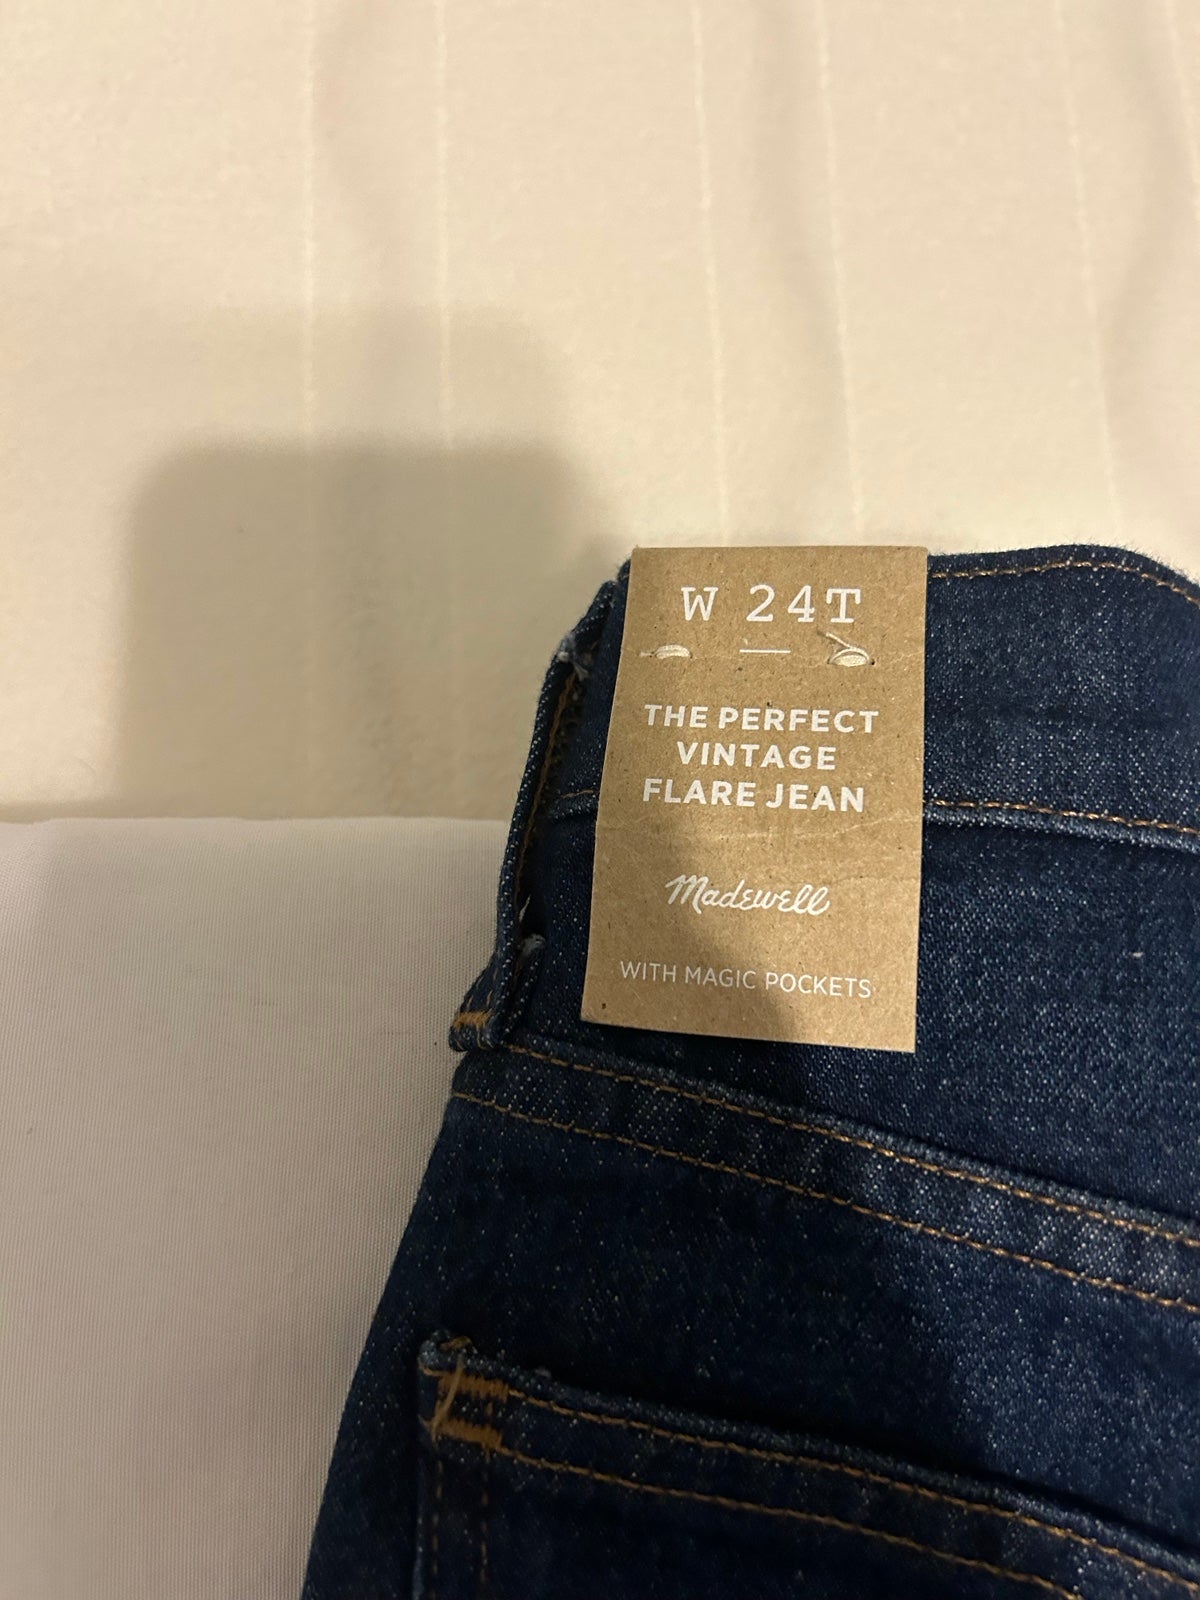 W 24T
THE PERFECT
VINTAGE
FLARE JEAN
Madewell
WITH MAGIC POCKETS